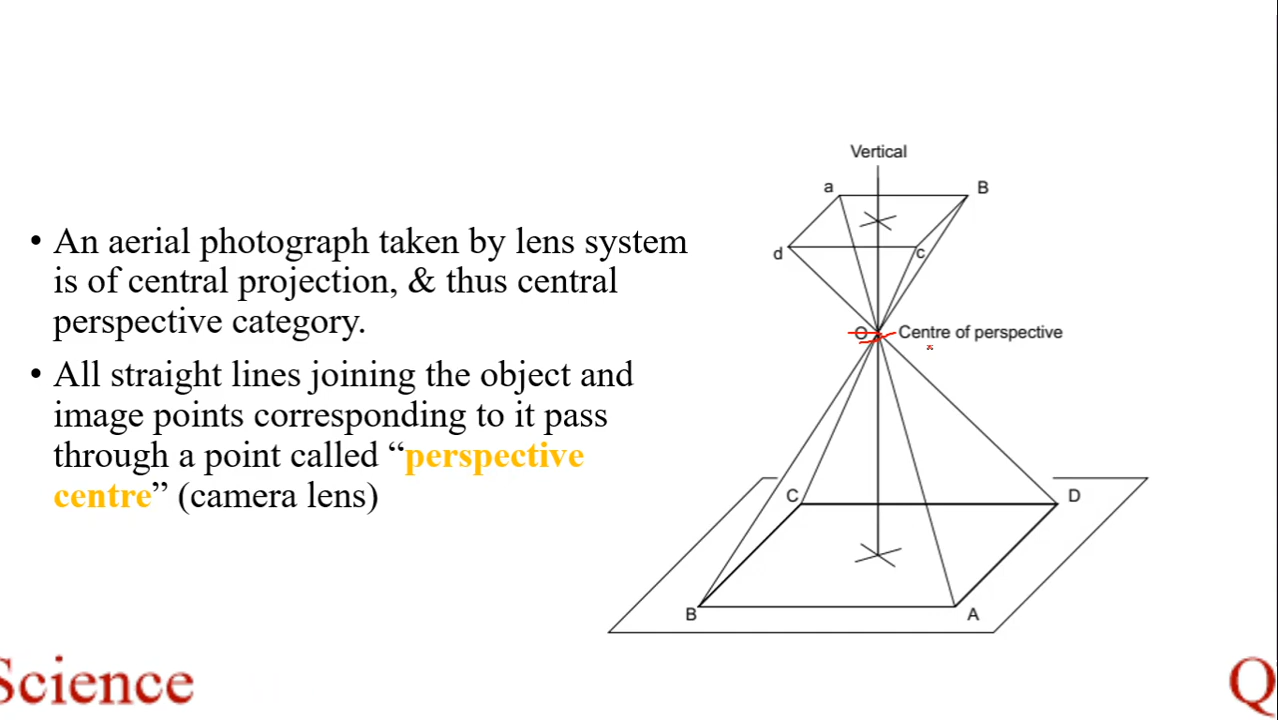 • An aerial photograph taken by lens system
is of central projection, & thus central
perspective category.
• All straight lines joining the object and
image points corresponding to it pass
through a point called “perspective
centre” (camera lens)
Vertical
a
B
d
c
O
Centre of perspective
C
D
B
A
Science
Q